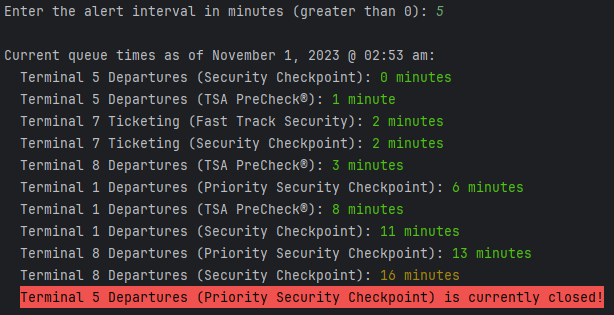 Enter the alert interval in minutes (greater than 0): 5
Current queue times as of November 1, 2023 @ 02:53 am:
Terminal 5 Departures (Security Checkpoint): 0 minutes
Terminal 5 Departures (TSA PreCheck®): 1 minute
Terminal 7 Ticketing (Fast Track Security): 2 minutes
Terminal 7 Ticketing (Security Checkpoint): 2 minutes
Terminal 8 Departures (TSA PreCheck®): 3 minutes
Terminal 1 Departures (Priority Security Checkpoint): 6 minutes
Terminal 1 Departures (TSA PreCheck®): 8 minutes
Terminal 1 Departures (Security Checkpoint): 11 minutes
Terminal 8 Departures (Priority Security Checkpoint): 13 minutes
Terminal 8 Departures (Security Checkpoint): 16 minutes
Terminal 5 Departures (Priority Security Checkpoint) is currently closed!